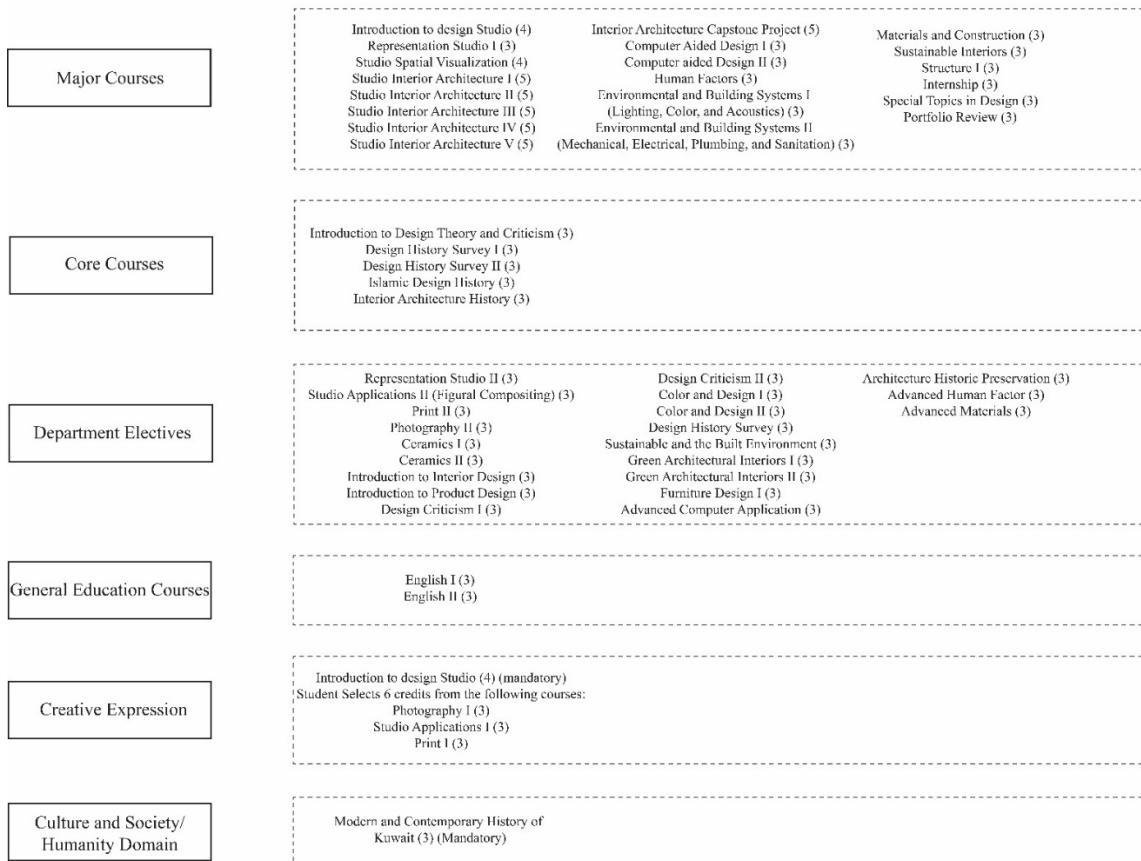 Major Courses
Introduction to design Studio (4)
Representation Studio I (3)
Studio Spatial Visualization (4)
Studio Interior Architecture I (5)
Studio Interior Architecture II (5)
Studio Interior Architecture III (5)
Studio Interior Architecture IV (5)
Studio Interior Architecture V (5)
Interior Architecture Capstone Project (5)
Computer Aided Design I (3)
Computer aided Design II (3)
Human Factors (3)
Environmental and Building Systems I
(Lighting, Color, and Acoustics) (3)
Environmental and Building Systems II
(Mechanical, Electrical, Plumbing, and Sanitation) (3)
Materials and Construction (3)
Sustainable Interiors (3)
Structure I (3)
Internship (3)
Special Topics in Design (3)
Portfolio Review (3)
Core Courses
Introduction to Design Theory and Criticism (3)
Design History Survey I (3)
Design History Survey II (3)
Islamic Design History (3)
Interior Architecture History (3)
Department Electives
Representation Studio II (3)
Studio Applications II (Figural Compositing) (3)
Print II (3)
Photography II (3)
Ceramics I (3)
Ceramics II (3)
Introduction to Interior Design (3)
Introduction to Product Design (3)
Design Criticism I (3)
Design Criticism II (3)
Color and Design I (3)
Color and Design II (3)
Design History Survey (3)
Sustainable and the Built Environment (3)
Green Architectural Interiors I (3)
Green Architectural Interiors II (3)
Furniture Design I (3)
Advanced Computer Application (3)
Architecture Historic Preservation (3)
Advanced Human Factor (3)
Advanced Materials (3)
General Education Courses
English I (3)
English II (3)
Creative Expression
Introduction to design Studio (4) (mandatory)
Student Selects 6 credits from the following courses:
Photography I (3)
Studio Applications I (3)
Print I (3)
Culture and Society/
Humanity Domain
Modern and Contemporary History of
Kuwait (3) (Mandatory)